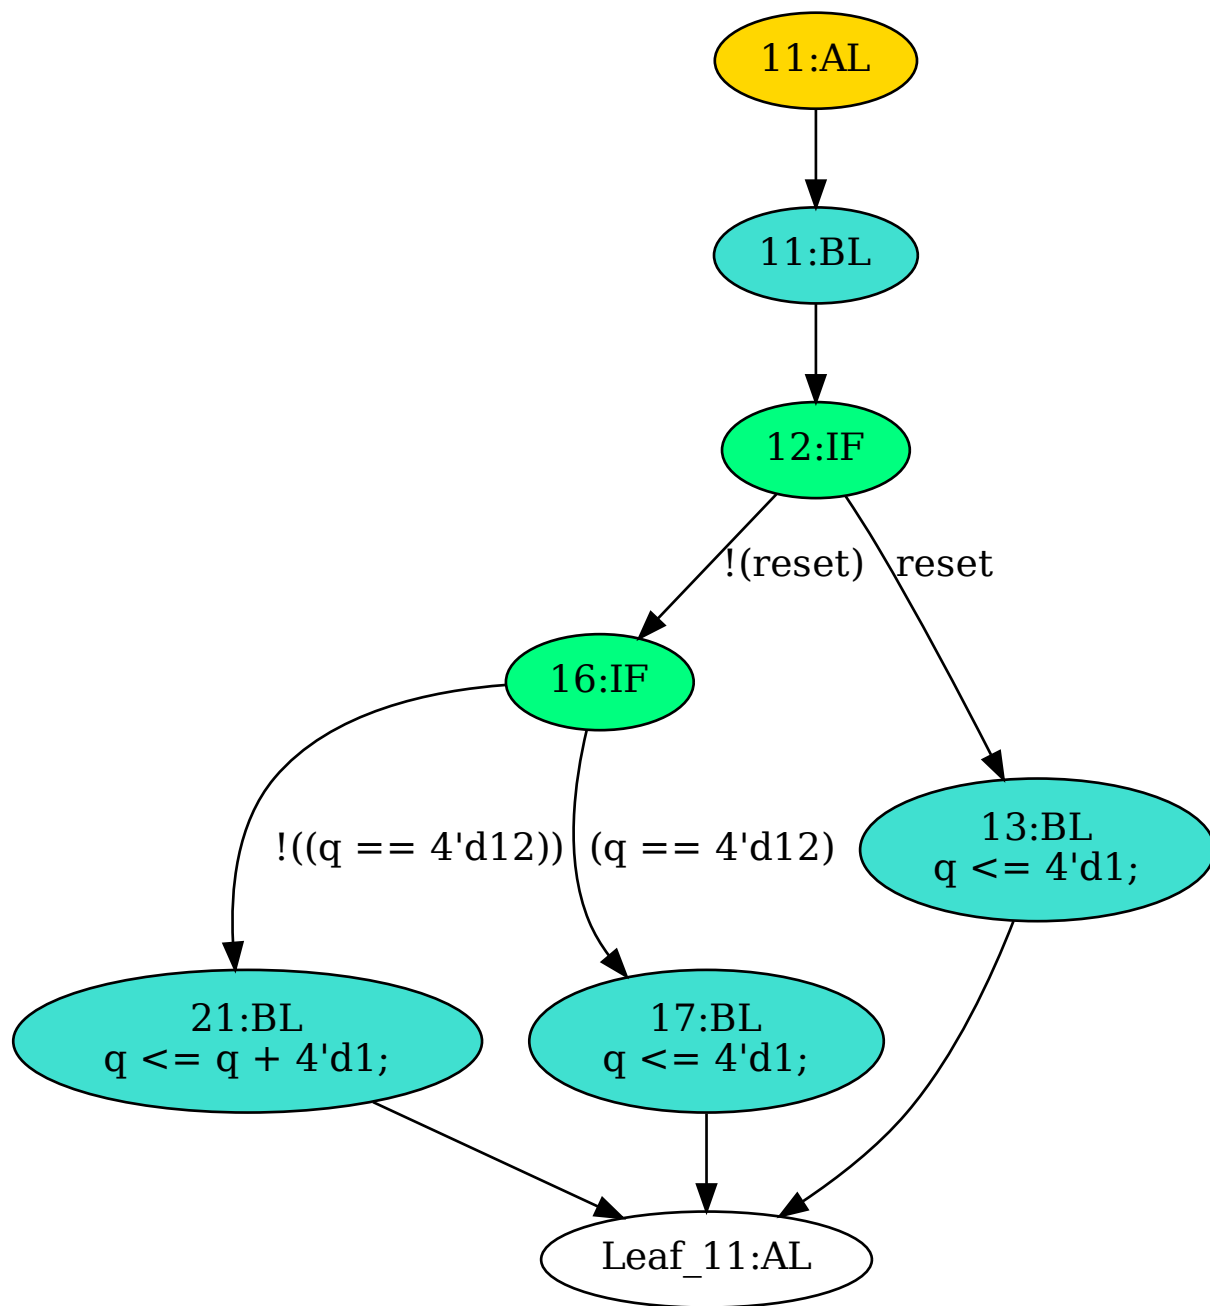 11:AL
11:BL
12:IF
!(reset)
reset
16:IF
13:BL
q <= 4'd1;
!((q == 4'd12))
(q == 4'd12)
21:BL
q <= q + 4'd1;
17:BL
q <= 4'd1;
Leaf_11:AL